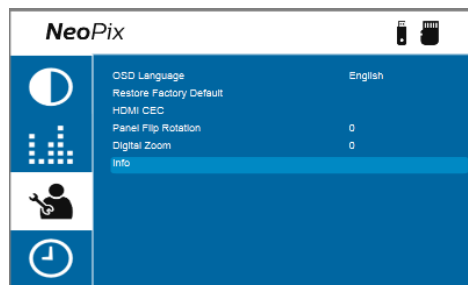 NeoPix
OSD Language English
Restore Factory Default
HDMI CEC
Panel Flip Rotation 0
Digital Zoom 0
Info